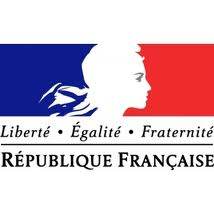 Liberté • Égalité • Fraternité
RÉPUBLIQUE FRANÇAISE